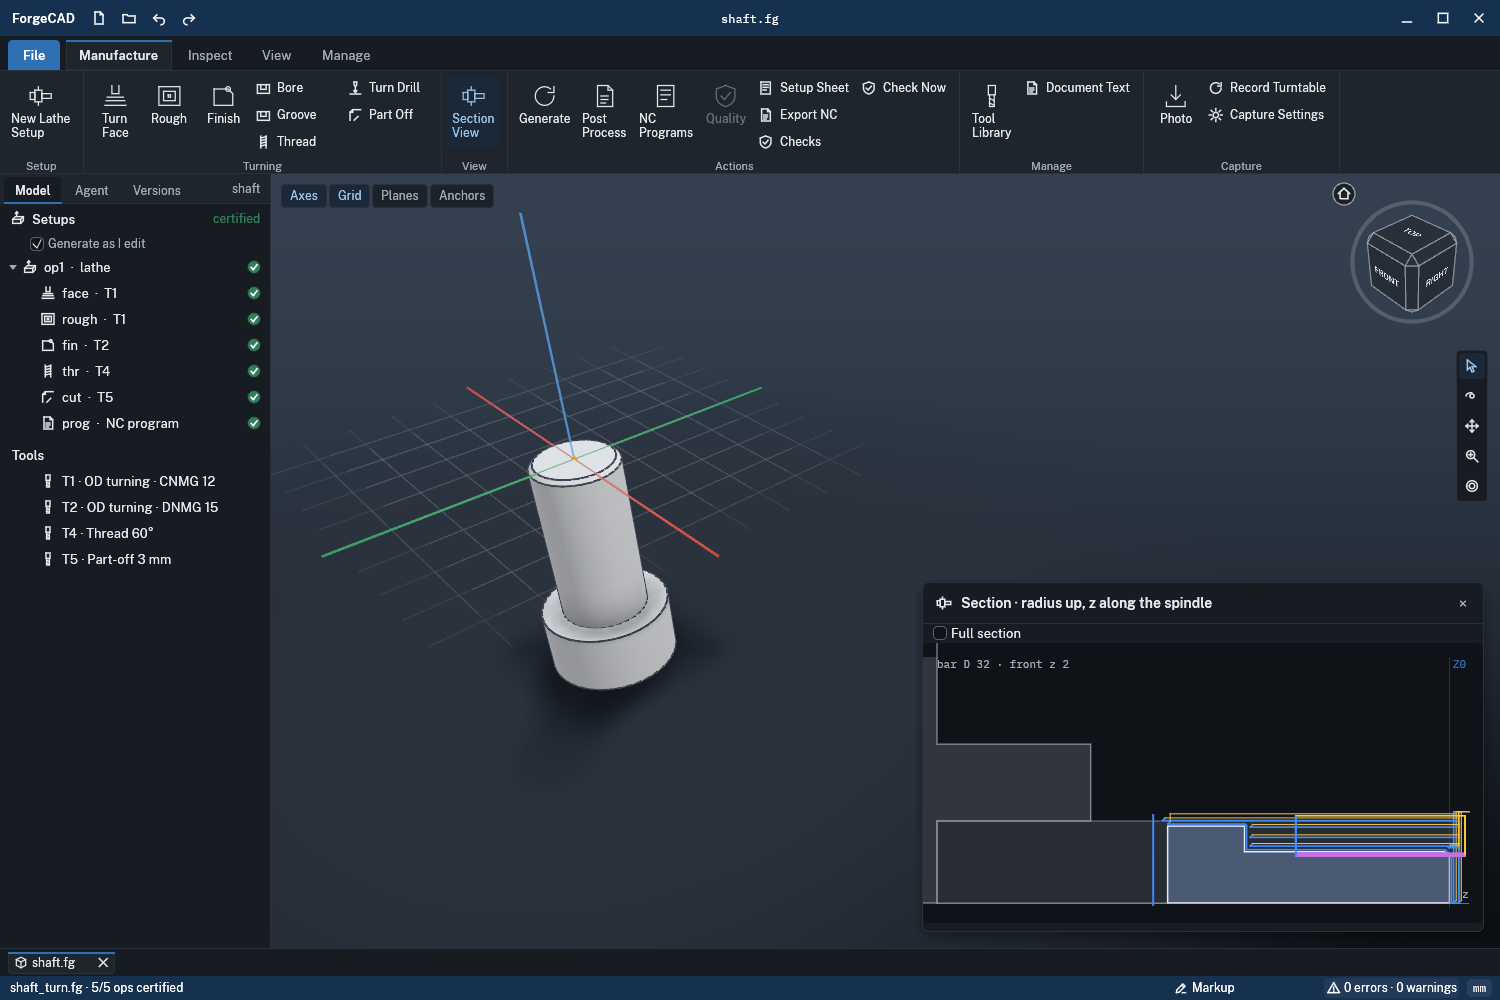 ForgeCAD
shaft.fg
File
Manufacture
Inspect
View
Manage
New Lathe Setup
Turn Face
Rough
Finish
Bore
Groove
Thread
Turn Drill
Part Off
Section View
Generate
Post Process
NC Programs
Quality
Setup Sheet
Export NC
Checks
Check Now
Tool Library
Document Text
Photo
Record Turntable
Capture Settings
Setup
Turning
View
Actions
Manage
Capture
Model
Agent
Versions
shaft
Setups
certified
Generate as I edit
op1 · lathe
face · T1
rough · T1
fin · T2
thr · T4
cut · T5
prog · NC program
Tools
T1 · OD turning · CNMG 12
T2 · OD turning · DNMG 15
T4 · Thread 60°
T5 · Part-off 3 mm
Axes
Grid
Planes
Anchors
TOP
FRONT
RIGHT
Section · radius up, z along the spindle
Full section
bar D 32 · front z 2
Z0
z
shaft.fg
shaft_turn.fg · 5/5 ops certified
Markup
0 errors · 0 warnings
mm